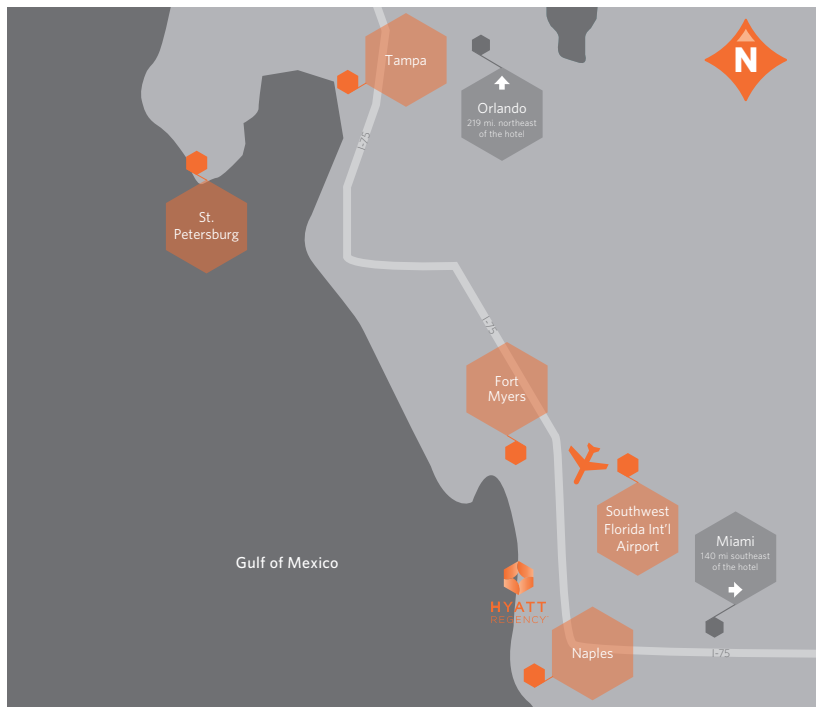 N
Tampa
Orlando
219 mi. northeast
of the hotel
I-75
St.
Petersburg
I-75
Fort
Myers
Southwest
Florida Int'l
Airport
Miami
140 mi southeast
of the hotel
Gulf of Mexico
HYATT
REGENCY
Naples
I-75